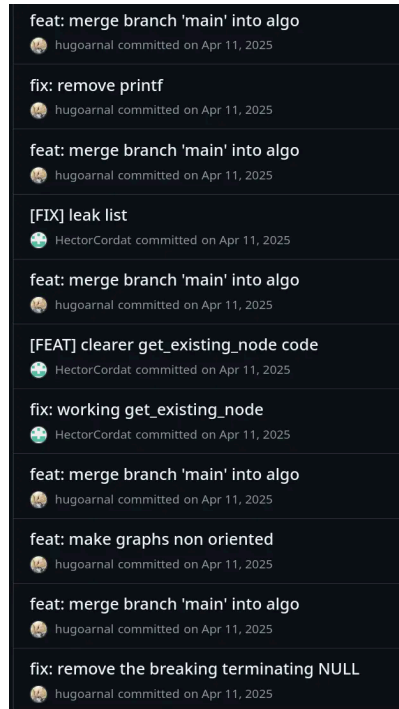 feat: merge branch 'main' into algo
hugoarnal committed on Apr 11, 2025
fix: remove printf
hugoarnal committed on Apr 11, 2025
feat: merge branch 'main' into algo
hugoarnal committed on Apr 11, 2025
[FIX] leak list
HectorCordat committed on Apr 11, 2025
feat: merge branch 'main' into algo
hugoarnal committed on Apr 11, 2025
[FEAT] clearer get_existing_node code
HectorCordat committed on Apr 11, 2025
fix: working get_existing_node
HectorCordat committed on Apr 11, 2025
feat: merge branch 'main' into algo
hugoarnal committed on Apr 11, 2025
feat: make graphs non oriented
hugoarnal committed on Apr 11, 2025
feat: merge branch 'main' into algo
hugoarnal committed on Apr 11, 2025
fix: remove the breaking terminating NULL
hugoarnal committed on Apr 11, 2025